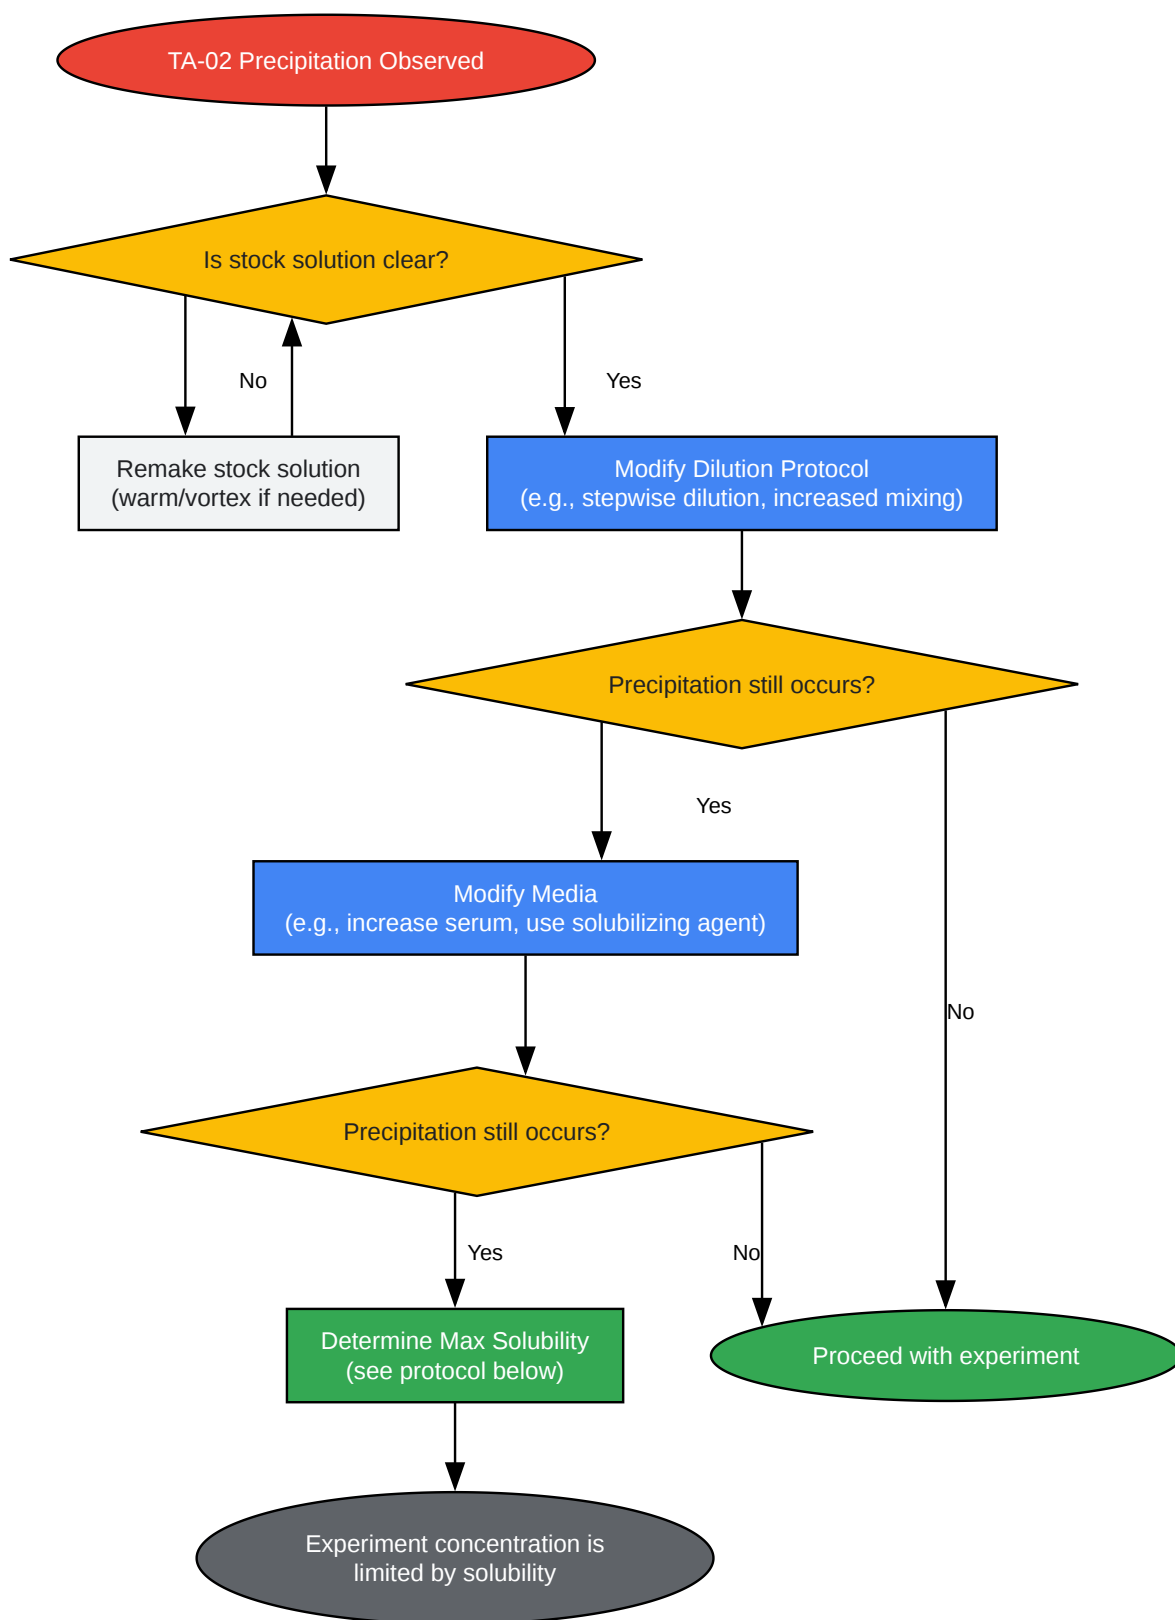 TA-02 Precipitation Observed
Is stock solution clear?
No
Yes
Remake stock solution
(warm/vortex if needed)
Modify Dilution Protocol
(e.g., stepwise dilution, increased mixing)
Precipitation still occurs?
Yes
Modify Media
(e.g., increase serum, use solubilizing agent)
No
Precipitation still occurs?
Yes
No
Determine Max Solubility
(see protocol below)
Proceed with experiment
Experiment concentration is
limited by solubility